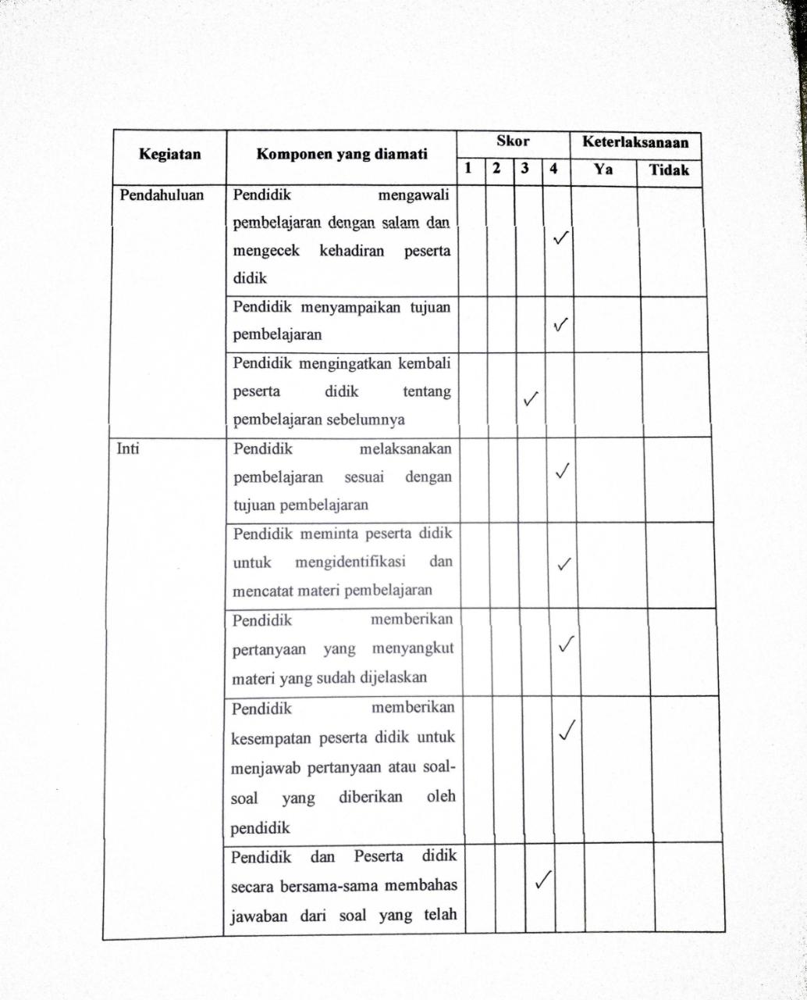 Kegiatan Komponen yang diamati Skor Keterlaksanaan
1 2 3 4 Ya Tidak
Pendahuluan Pendidik mengawali
pembelajaran dengan salam dan
mengecek kehadiran peserta
didik
✓
Pendidik menyampaikan tujuan
pembelajaran
✓
Pendidik mengingatkan kembali
peserta didik tentang
pembelajaran sebelumnya
✓
Inti Pendidik melaksanakan
pembelajaran sesuai dengan
tujuan pembelajaran
✓
Pendidik meminta peserta didik
untuk mengidentifikasi dan
mencatat materi pembelajaran
✓
Pendidik memberikan
pertanyaan yang menyangkut
materi yang sudah dijelaskan
✓
Pendidik memberikan
kesempatan peserta didik untuk
menjawab pertanyaan atau soal-
soal yang diberikan oleh
pendidik
✓
Pendidik dan Peserta didik
secara bersama-sama membahas
jawaban dari soal yang telah
✓